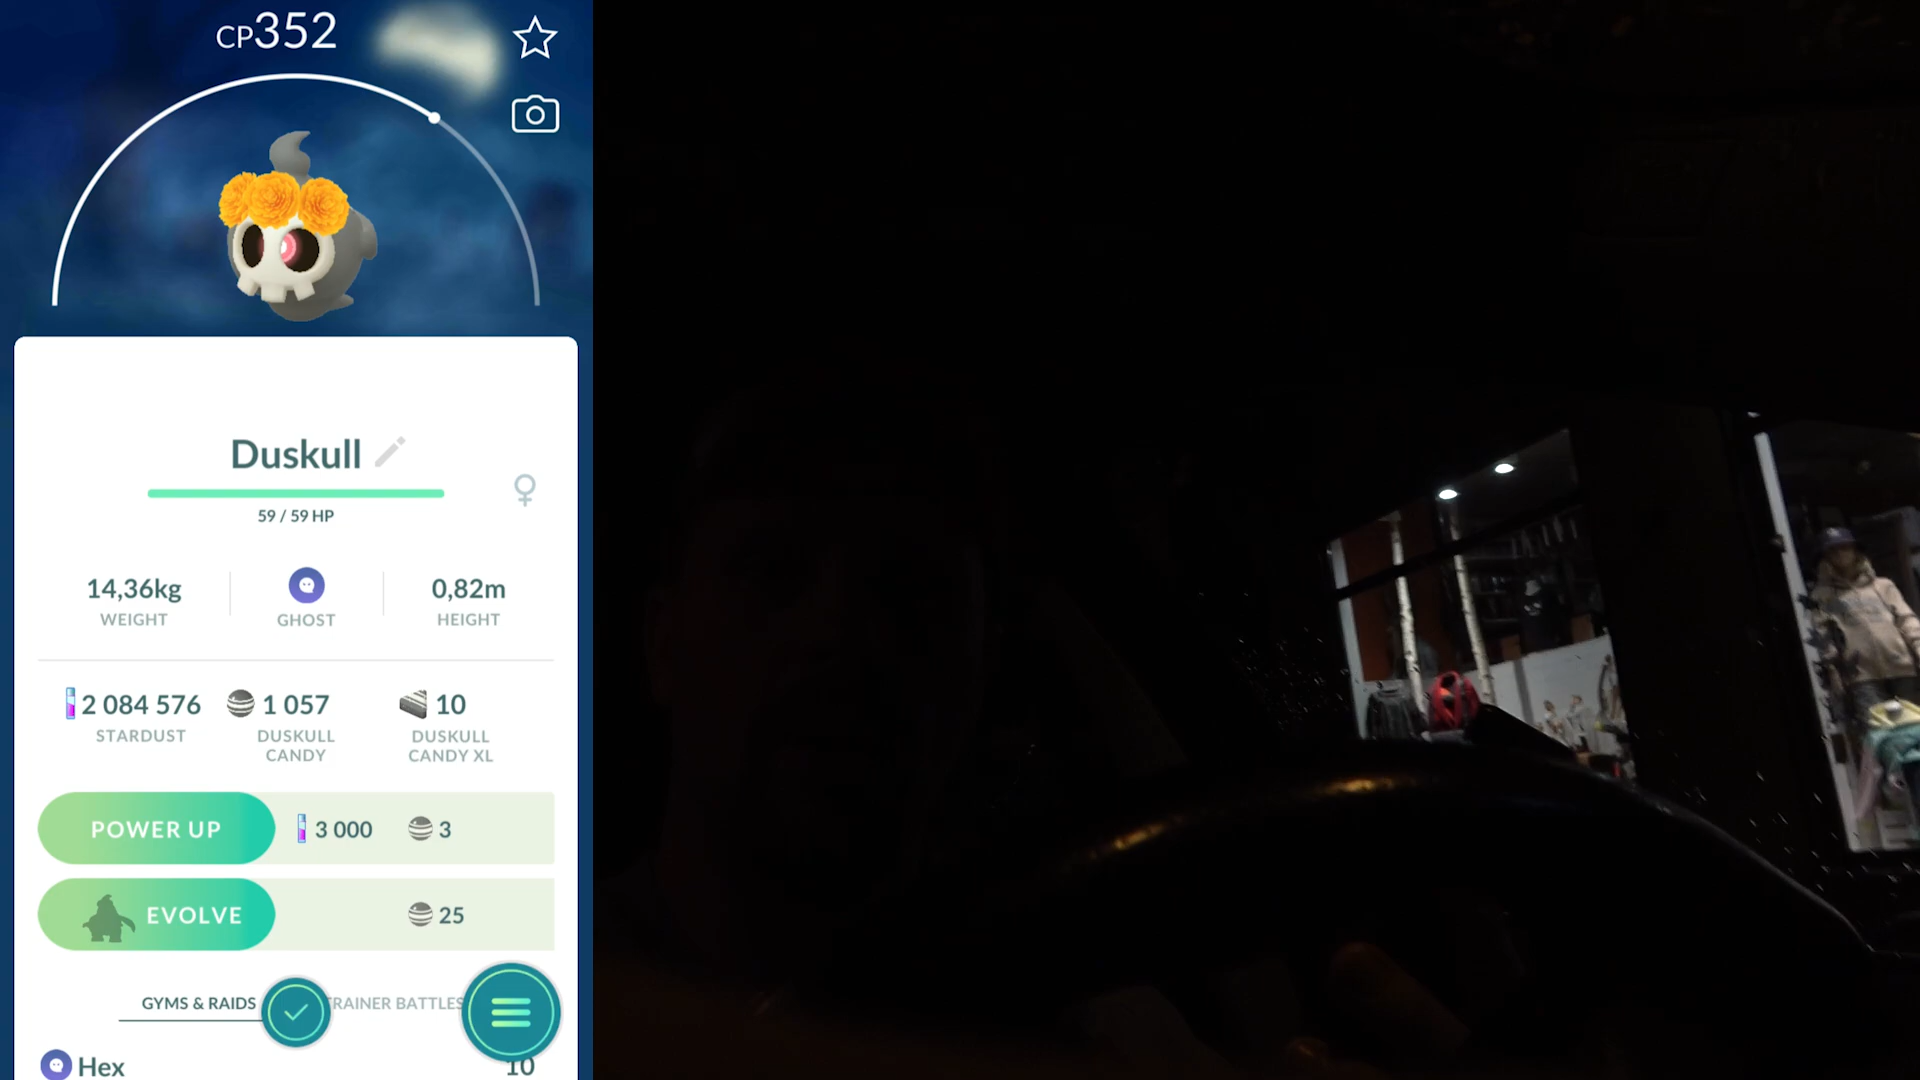 CP352
Duskull
59 / 59 HP
14,36kg
WEIGHT
GHOST
0,82m
HEIGHT
2 084 576
STARDUST
1 057
DUSKULL
CANDY
10
DUSKULL
CANDY XL
POWER UP
3 000
3
EVOLVE
25
GYMS & RAIDS
TRAINER BATTLES
Hex
10